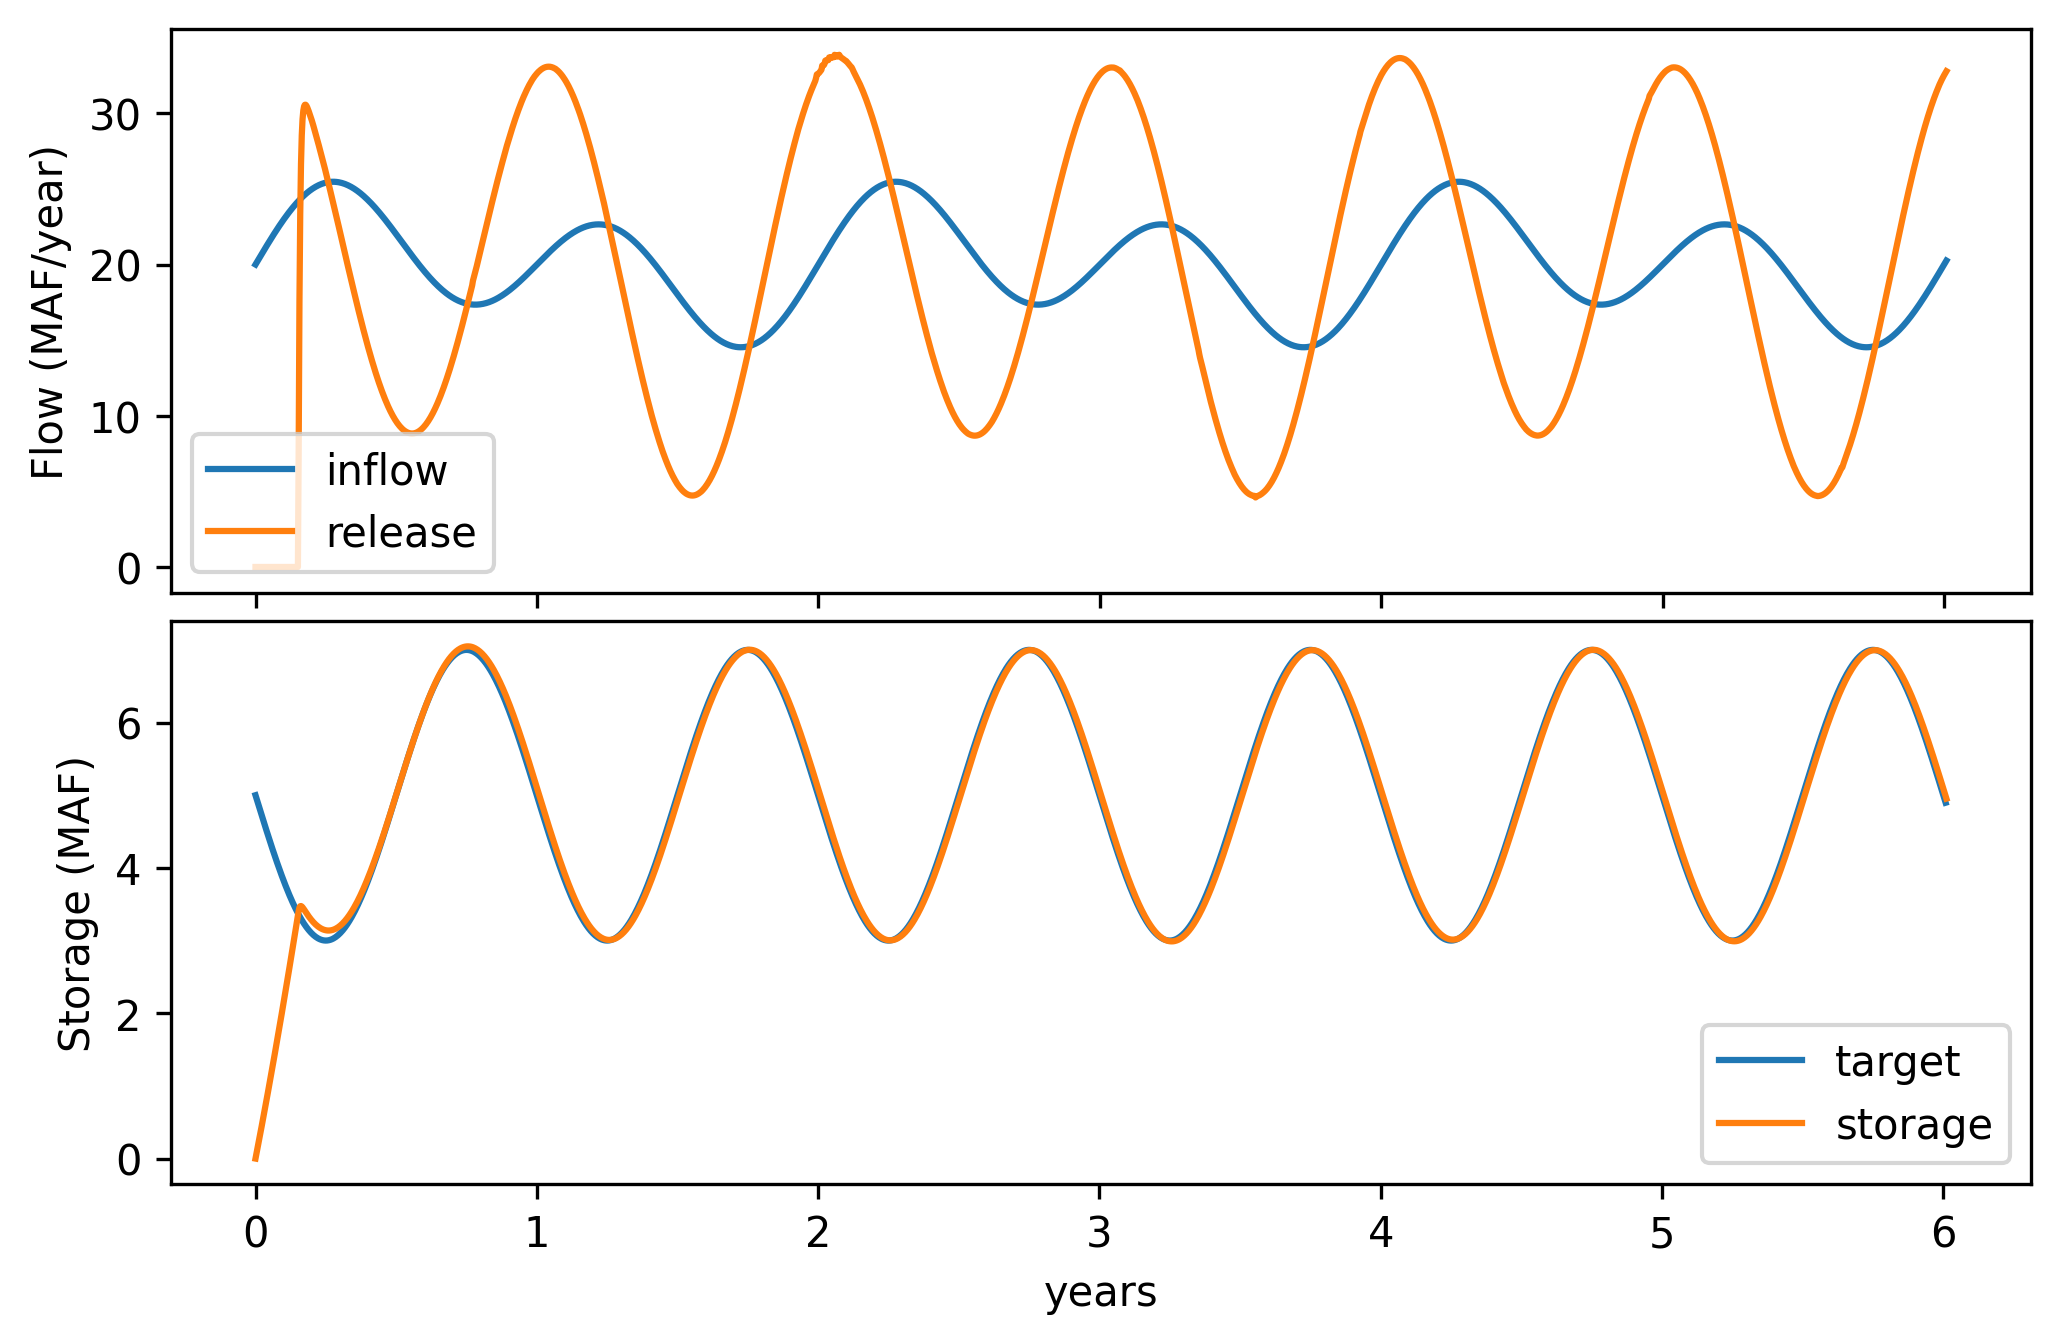 Flow (MAF/year)
30
20
10
0
inflow
release
Storage (MAF)
6
4
2
0
target
storage
0 1 2 3 4 5 6
years